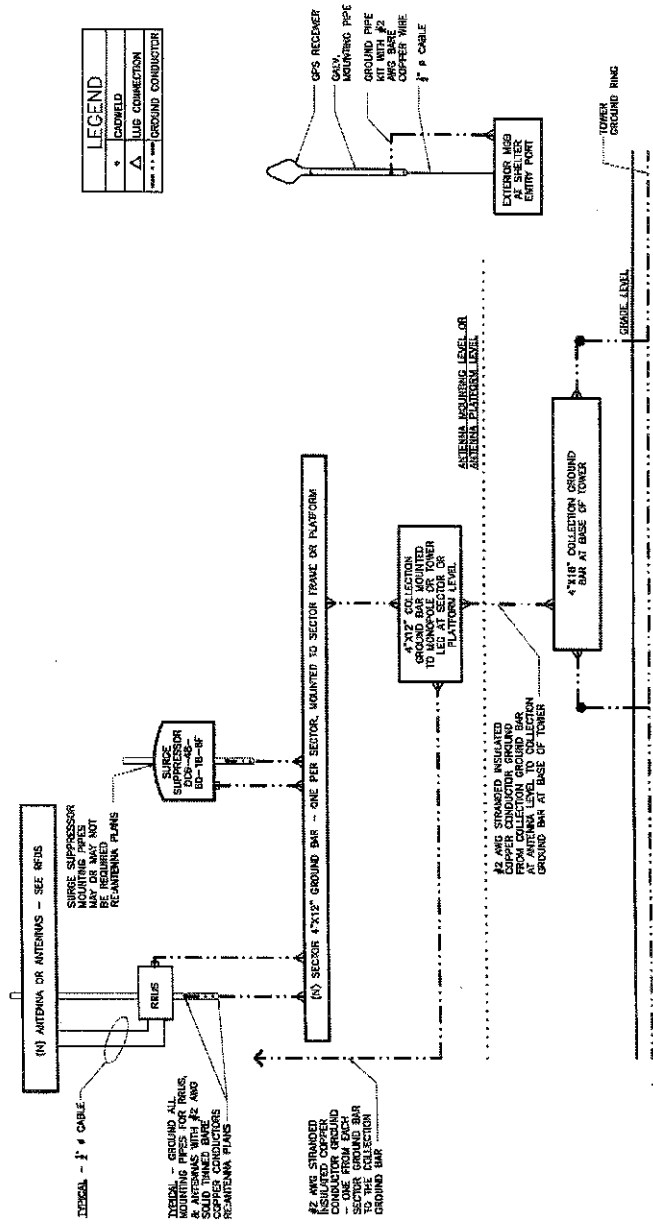 LEGEND
CADWELD
LUG CONNECTION
GROUND CONDUCTOR
(N) ANTENNA OR ANTENNAS - SEE RFDS
TYPICAL - ½" ø CABLE
RRUS
TYPICAL - GROUND ALL
MOUNTING PIPES FOR RRUS,
& ANTENNAS WITH #2 AWG
SOLID TINNED BARE
COPPER CONDUCTORS
RE:ANTENNA PLANS
SURGE SUPPRESSOR
MOUNTING PIPES
MAY OR MAY NOT
BE REQUIRED
RE:ANTENNA PLANS
SURGE
SUPPRESSOR
DC6-48-
60-18-8F
(N) SECTOR 4"X12" GROUND BAR - ONE PER SECTOR, MOUNTED TO SECTOR FRAME OR PLATFORM
#2 AWG STRANDED
INSULATED COPPER
CONDUCTOR GROUND
- ONE FROM EACH
SECTOR GROUND BAR
TO THE COLLECTION
GROUND BAR
4"X12" COLLECTION
GROUND BAR MOUNTED
TO MONOPOLE OR TOWER
LEG AT SECTOR OR
PLATFORM LEVEL
ANTENNA MOUNTING LEVEL OR
ANTENNA PLATFORM LEVEL
#2 AWG STRANDED INSULATED
COPPER CONDUCTOR GROUND
FROM COLLECTION GROUND BAR
AT ANTENNA LEVEL TO COLLECTION
GROUND BAR AT BASE OF TOWER
4"X18" COLLECTION GROUND
BAR AT BASE OF TOWER
GPS RECEIVER
GALV.
MOUNTING PIPE
GROUND PIPE
KIT WITH #2
AWG BARE
COPPER WIRE
½" ø CABLE
EXTERIOR MGB
AT SHELTER
ENTRY PORT
GRADE LEVEL
TOWER
GROUND RING